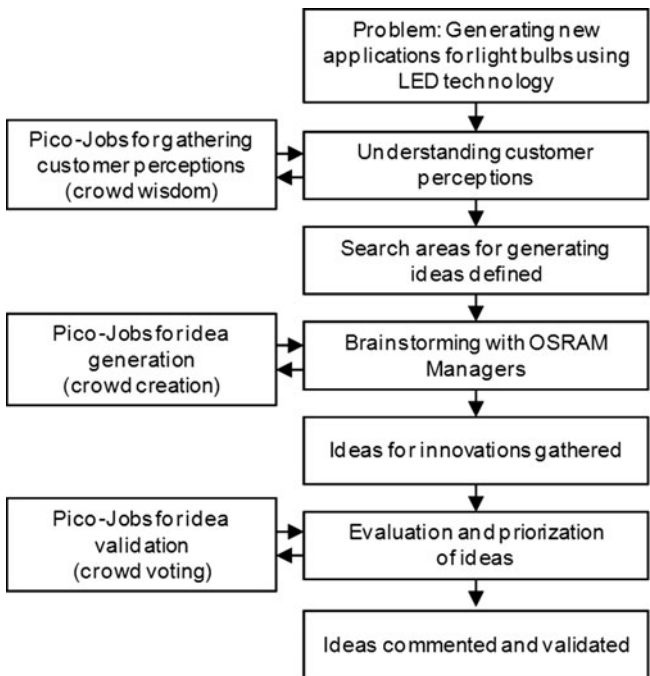 Problem: Generating new
applications for light bulbs using
LED technology
Pico-Jobs for gathering
customer perceptions
(crowd wisdom)
Understanding customer
perceptions
Search areas for generating
ideas defined
Pico-Jobs for idea
generation
(crowd creation)
Brainstorming with OSRAM
Managers
Ideas for innovations gathered
Pico-Jobs for idea
validation
(crowd voting)
Evaluation and priorization
of ideas
Ideas commented and validated